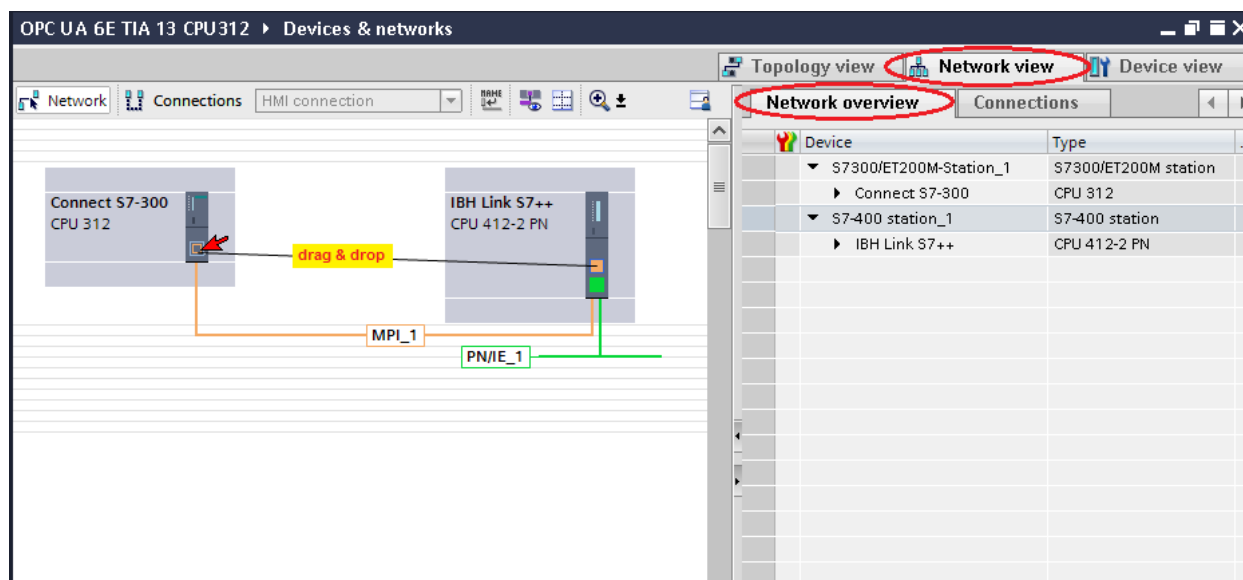 OPC UA 6E TIA 13 CPU312 ▸ Devices & networks
Topology view Network view Device view
Network Connections HMI connection
Network overview Connections
Device Type
S7300/ET200M-Station_1 S7300/ET200M station
Connect S7-300 CPU 312
S7-400 station_1 S7-400 station
IBH Link S7++ CPU 412-2 PN
Connect S7-300
CPU 312
IBH Link S7++
CPU 412-2 PN
drag & drop
MPI_1
PN/IE_1